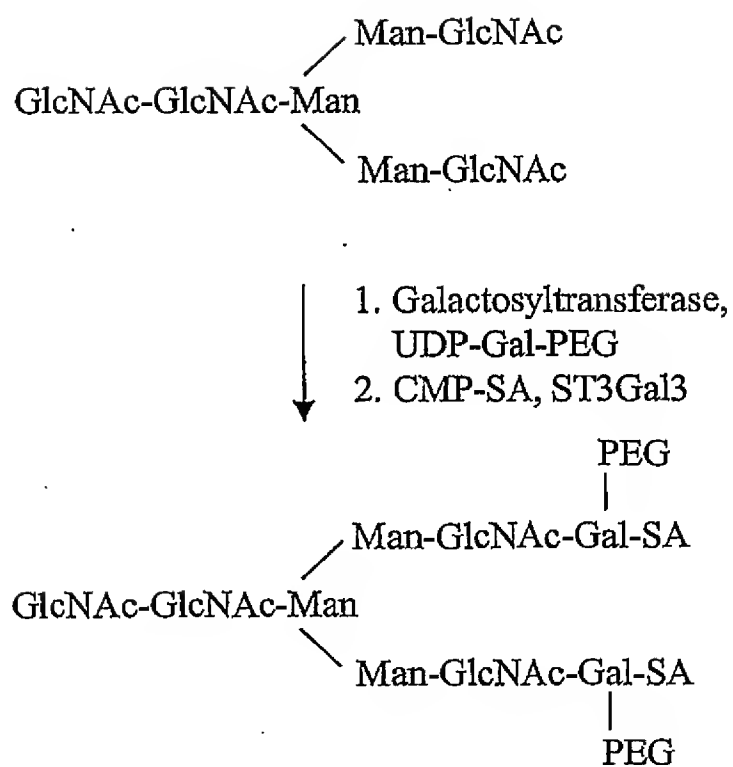 Man-GlcNAc
GlcNAc-GlcNAc-Man
Man-GlcNAc
1. Galactosyltransferase,
UDP-Gal-PEG
2. CMP-SA, ST3Gal3
PEG
Man-GlcNAc-Gal-SA
GlcNAc-GlcNAc-Man
Man-GlcNAc-Gal-SA
PEG